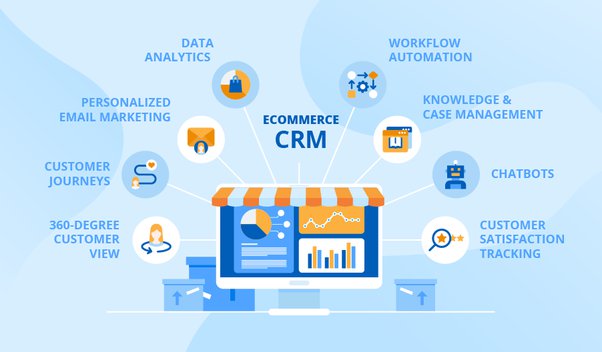 DATA
ANALYTICS
WORKFLOW
AUTOMATION
PERSONALIZED
EMAIL MARKETING
ECOMMERCE
CRM
KNOWLEDGE &
CASE MANAGEMENT
CUSTOMER
JOURNEYS
CHATBOTS
360-DEGREE
CUSTOMER
VIEW
CUSTOMER
SATISFACTION
TRACKING